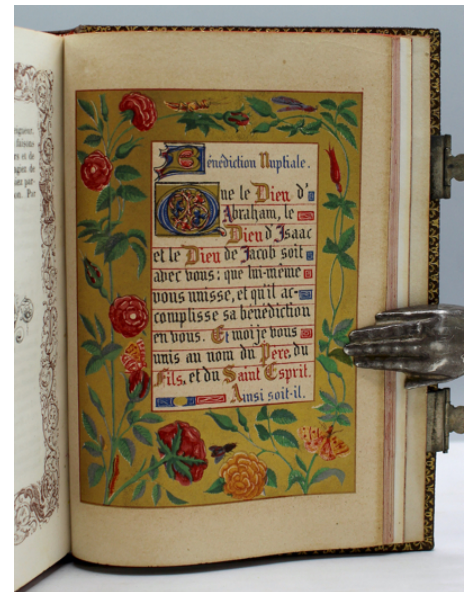 Bénédiction Nuptiale.
Que le Dieu d'
Abraham, le
Dieu d'Isaac
et le Dieu de Jacob soit
avec vous: que lui-même
vous unisse, et qu'il ac-
complisse sa bénédiction
en vous. Et moi je vous
unis au nom du Père, du
Fils, et du Saint Esprit.
Ainsi soit-il.